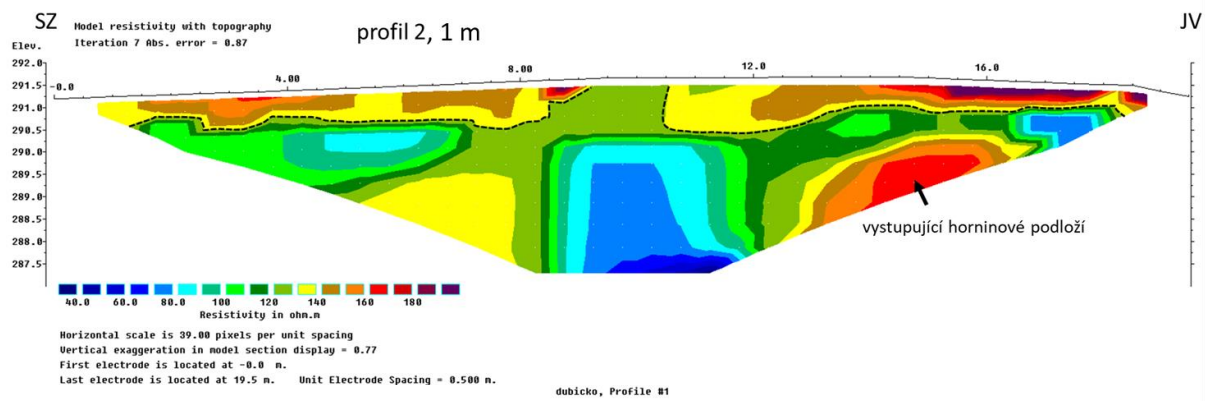 SZ
Model resistivity with topography
Iteration 7 Abs. error = 0.87
profil 2, 1 m
JV
Elev.
292.0
291.5
291.0
290.5
290.0
289.5
289.0
288.5
288.0
287.5
-0.0
4.00
8.00
12.0
16.0
vystupující horninové podloží
40.0 60.0 80.0 100 120 140 160 180
Resistivity in ohm.m
Horizontal scale is 39.00 pixels per unit spacing
Vertical exaggeration in model section display = 0.77
First electrode is located at -0.0 m.
Last electrode is located at 19.5 m. Unit Electrode Spacing = 0.500 m.
dubicko, Profile #1